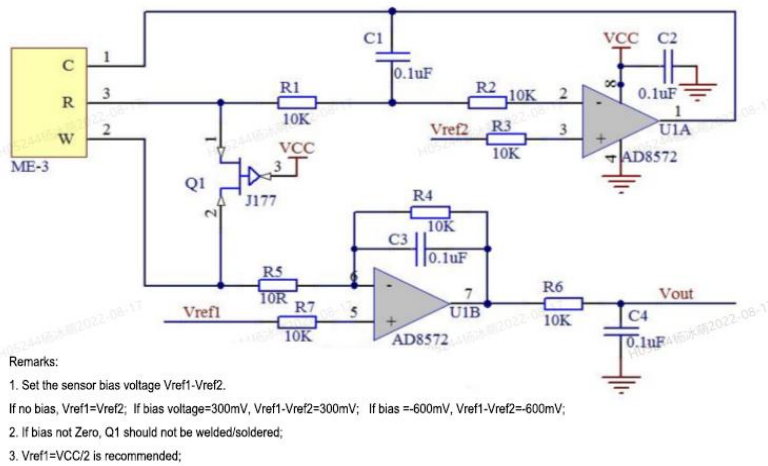 VCC
C1
C2
C
1
0.1uF
8
0.1uF
R
3
R1
R2
10K
2
-
1
10K
Vref2
R3
3
+
U1A
W
2
1
VCC
10K
4
AD8572
ME-3
3
Q1
J177
R4
2
10K
C3
0.1uF
R5
6
-
7
R6
Vout
10R
U1B
Vref1
R7
5
+
10K
C4
10K
AD8572
0.1uF
Remarks:
1. Set the sensor bias voltage Vref1-Vref2.
If no bias, Vref1=Vref2; If bias voltage=300mV, Vref1-Vref2=300mV; If bias =-600mV, Vref1-Vref2=-600mV;
2. If bias not Zero, Q1 should not be welded/soldered;
3. Vref1=VCC/2 is recommended;